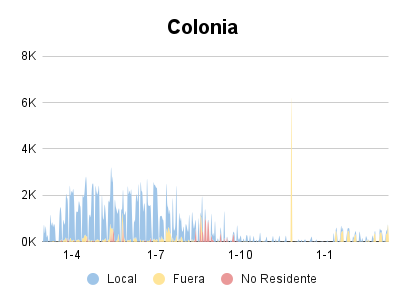 Colonia
8K
6K
4K
2K
0K
1-4 1-7 1-10 1-1
Local Fuera No Residente